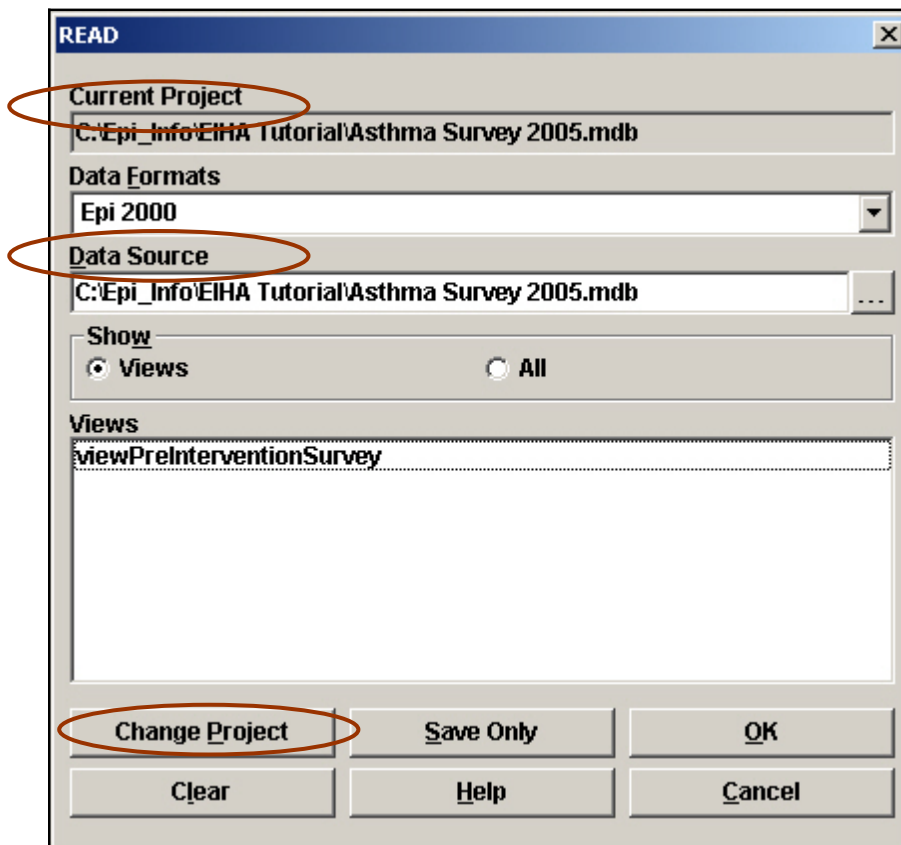 READ
Current Project
C:\Epi_Info\EIHA Tutorial\Asthma Survey 2005.mdb
Data Formats
Epi 2000
Data Source
C:\Epi_Info\EIHA Tutorial\Asthma Survey 2005.mdb
...
Show
Views
All
Views
viewPreInterventionSurvey
Change Project
Save Only
OK
Clear
Help
Cancel